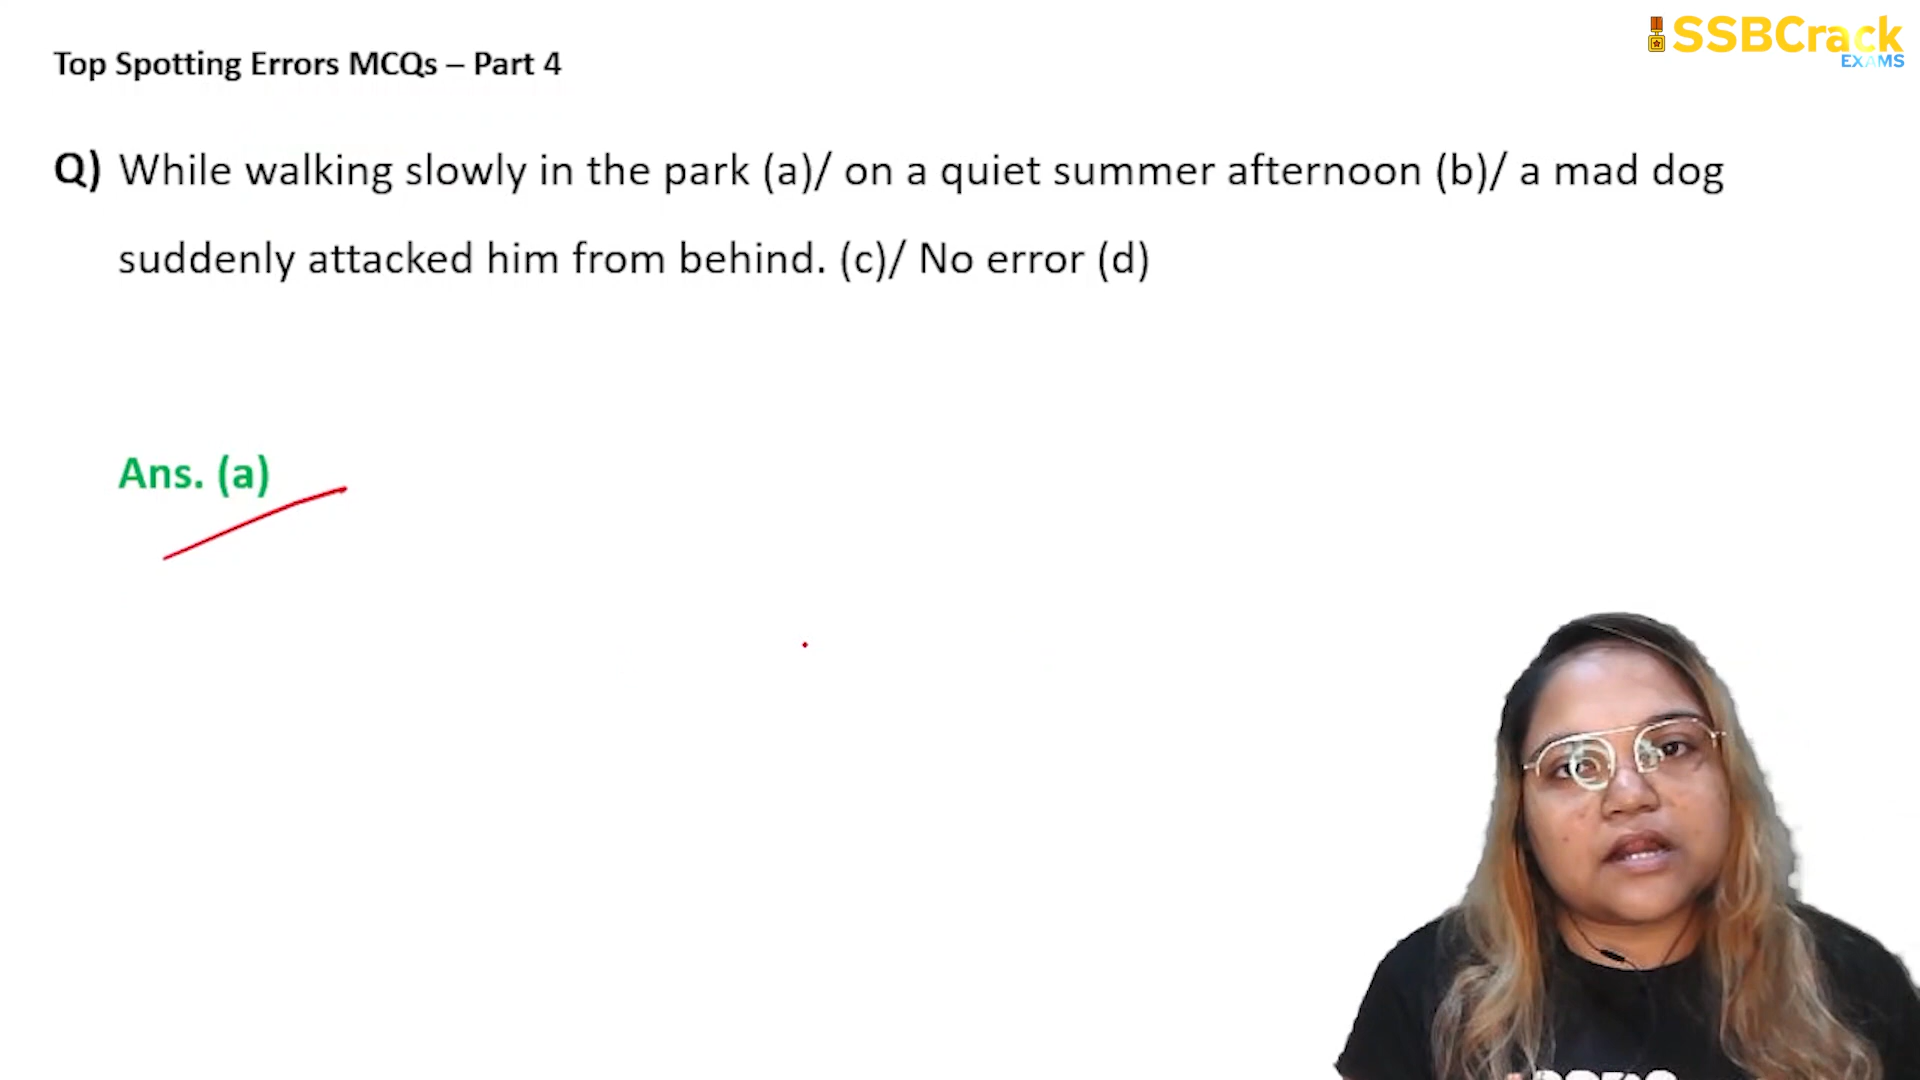 SSBCrack
EXAMS
Top Spotting Errors MCQs – Part 4
Q) While walking slowly in the park (a)/ on a quiet summer afternoon (b)/ a mad dog
suddenly attacked him from behind. (c)/ No error (d)
Ans. (a)